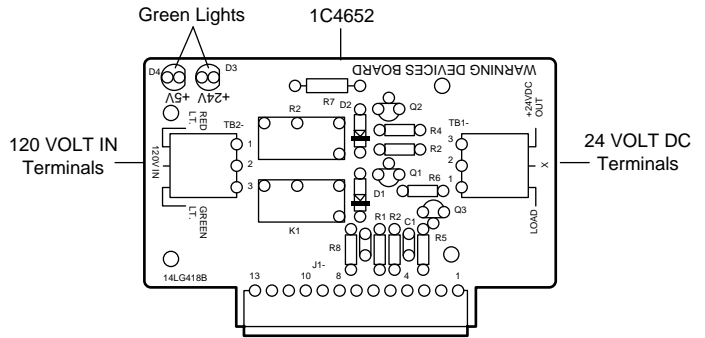 Green Lights
1C4652
D4
D3
+5V
+24V
WARNING DEVICES BOARD
R7
D2
Q2
R2
R4
R2
Q1
D1
R6
Q3
K1
R8
R1
R2
C1
R5
RED
LT.
TB2-
1
2
3
120V IN
GREEN
LT.
120 VOLT IN
Terminals
TB1-
3
2
1
+24VDC
OUT
X
LOAD
24 VOLT DC
Terminals
14LG418B
J1-
13
10
8
4
1